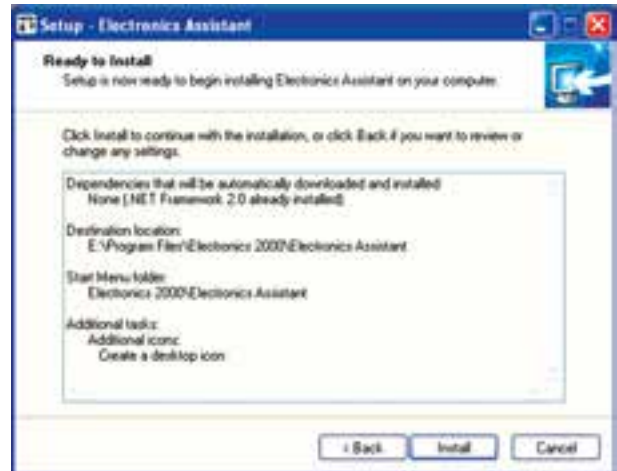 Setup - Electronics Assistant
Ready to Install
Setup is now ready to begin installing Electronics Assistant on your computer.
Click Install to continue with the installation, or click Back if you want to review or
change any settings.
Dependencies that will be automatically downloaded and installed
None (.NET Framework 2.0 already installed)
Destination location:
E:\Program Files\Electronics 2000\Electronics Assistant
Start Menu folder:
Electronics 2000\Electronics Assistant
Additional tasks:
Additional icons:
Create a desktop icon
< Back
Install
Cancel